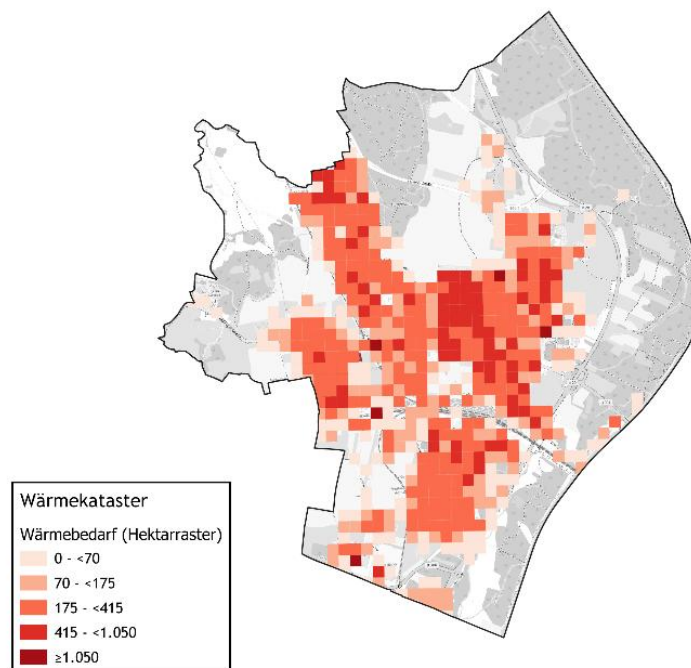 Wärmekataster
Wärmebedarf (Hektarraster)
0 - <70
70 - <175
175 - <415
415 - <1.050
≥1.050